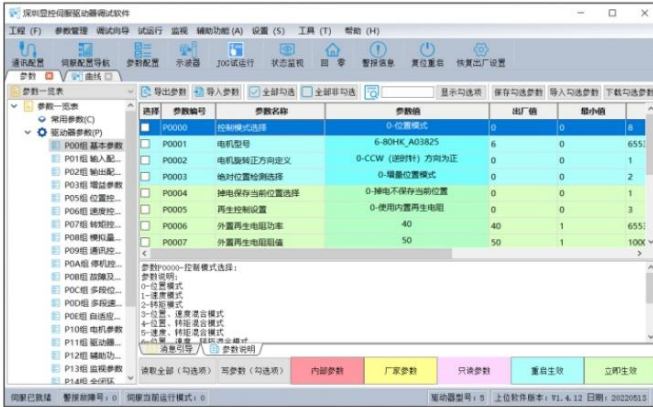 深圳显控伺服驱动器调试软件
工程 (F) 参数管理 调试向导 试运行 监视 辅助功能(A) 设置 (S) 工具 (T) 帮助 (H)
通讯配置 伺服配置导航 参数配置 示波器 JOG试运行 状态监视 回 零 警报信息 复位重启 恢复出厂设置
参数 曲线
参数一览表
参数一览表
常用参数(C)
驱动器参数(P)
P00组 基本参数
P01组 输入配...
P02组 输出配...
P03组 增益参数
P05组 位置控...
P06组 速度控...
P07组 转矩控...
P08组 模拟量...
P09组 通讯控...
P0A组 停机控...
P0B组 故障及...
P0C组 多段位...
P0D组 多段速...
P0E组 自适应...
P10组 电机参数
P11组 驱动器...
P12组 辅助功...
P13组 监视参数
P14组 全闭环
导出参数 导入参数 全部勾选 全部非勾选 显示勾选项 保存勾选参数 导入勾选参数 下载勾选参数
选择 参数编号 参数名称 参数值 出厂值 最小值
P0000 控制模式选择 0-位置模式 0 0 8
P0001 电机型号 6-80HK_A03825 6 0 655
P0002 电机旋转正方向定义 0-CCW (逆时针) 方向为正 0 0 1
P0003 绝对位置检测选择 0-增量位置模式 0 0 2
P0004 掉电保存当前位置选择 0-掉电不保存当前位置 0 0 1
P0005 再生控制设置 0-使用内置再生电阻 0 0 3
P0006 外置再生电阻功率 40 40 1 655
P0007 外置再生电阻阻值 50 50 1 100
参数P0000-控制模式选择:
参数说明:
0-位置模式
1-速度模式
2-转矩模式
3-位置、速度混合模式
4-位置、转矩混合模式
5-速度、转矩混合模式
6-位置、速度、转矩混合模式
消息引导 参数说明
读取全部(勾选项) 写参数(勾选项) 内部参数 厂家参数 只读参数 重启生效 立即生效
伺服已就绪 警报故障号: 0 伺服当前运行模式: 0 驱动器型号: 5 上位软件版本: V1.4.12 日期: 20220513